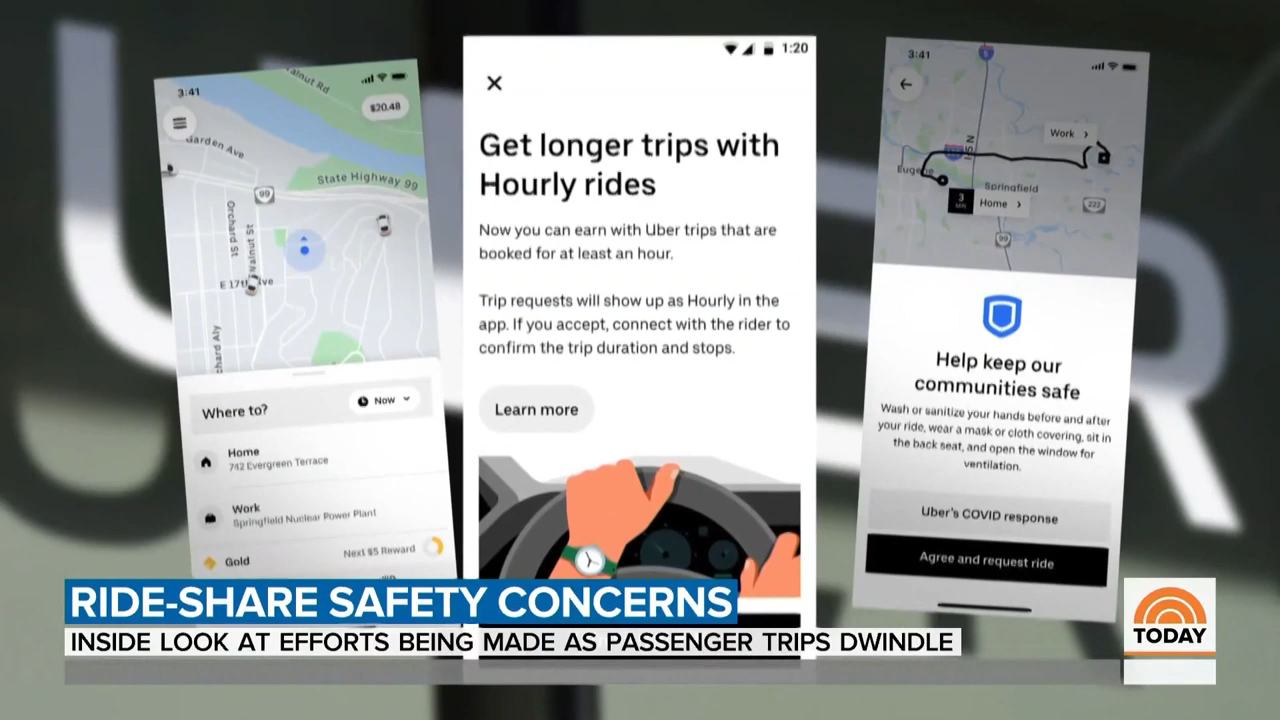 UBER
3:41
alnut Rd
$20.48
Garden Ave
State Highway 99
99
Orchard St
Walnut St
E 17th Ave
chard Aly
Where to?
Now
Home
742 Evergreen Terrace
Work
Springfield Nuclear Power Plant
Gold
Next $5 Reward
1:20
Get longer trips with
Hourly rides
Now you can earn with Uber trips that are
booked for at least an hour.
Trip requests will show up as Hourly in the
app. If you accept, connect with the rider to
confirm the trip duration and stops.
Learn more
3:41
Work
I-5 N
Eugene
Springfield
3
MIN
Home
222
99
Help keep our
communities safe
Wash or sanitize your hands before and after
your ride, wear a mask or cloth covering, sit in
the back seat, and open the window for
ventilation.
Uber's COVID response
Agree and request ride
RIDE-SHARE SAFETY CONCERNS
INSIDE LOOK AT EFFORTS BEING MADE AS PASSENGER TRIPS DWINDLE
TODAY